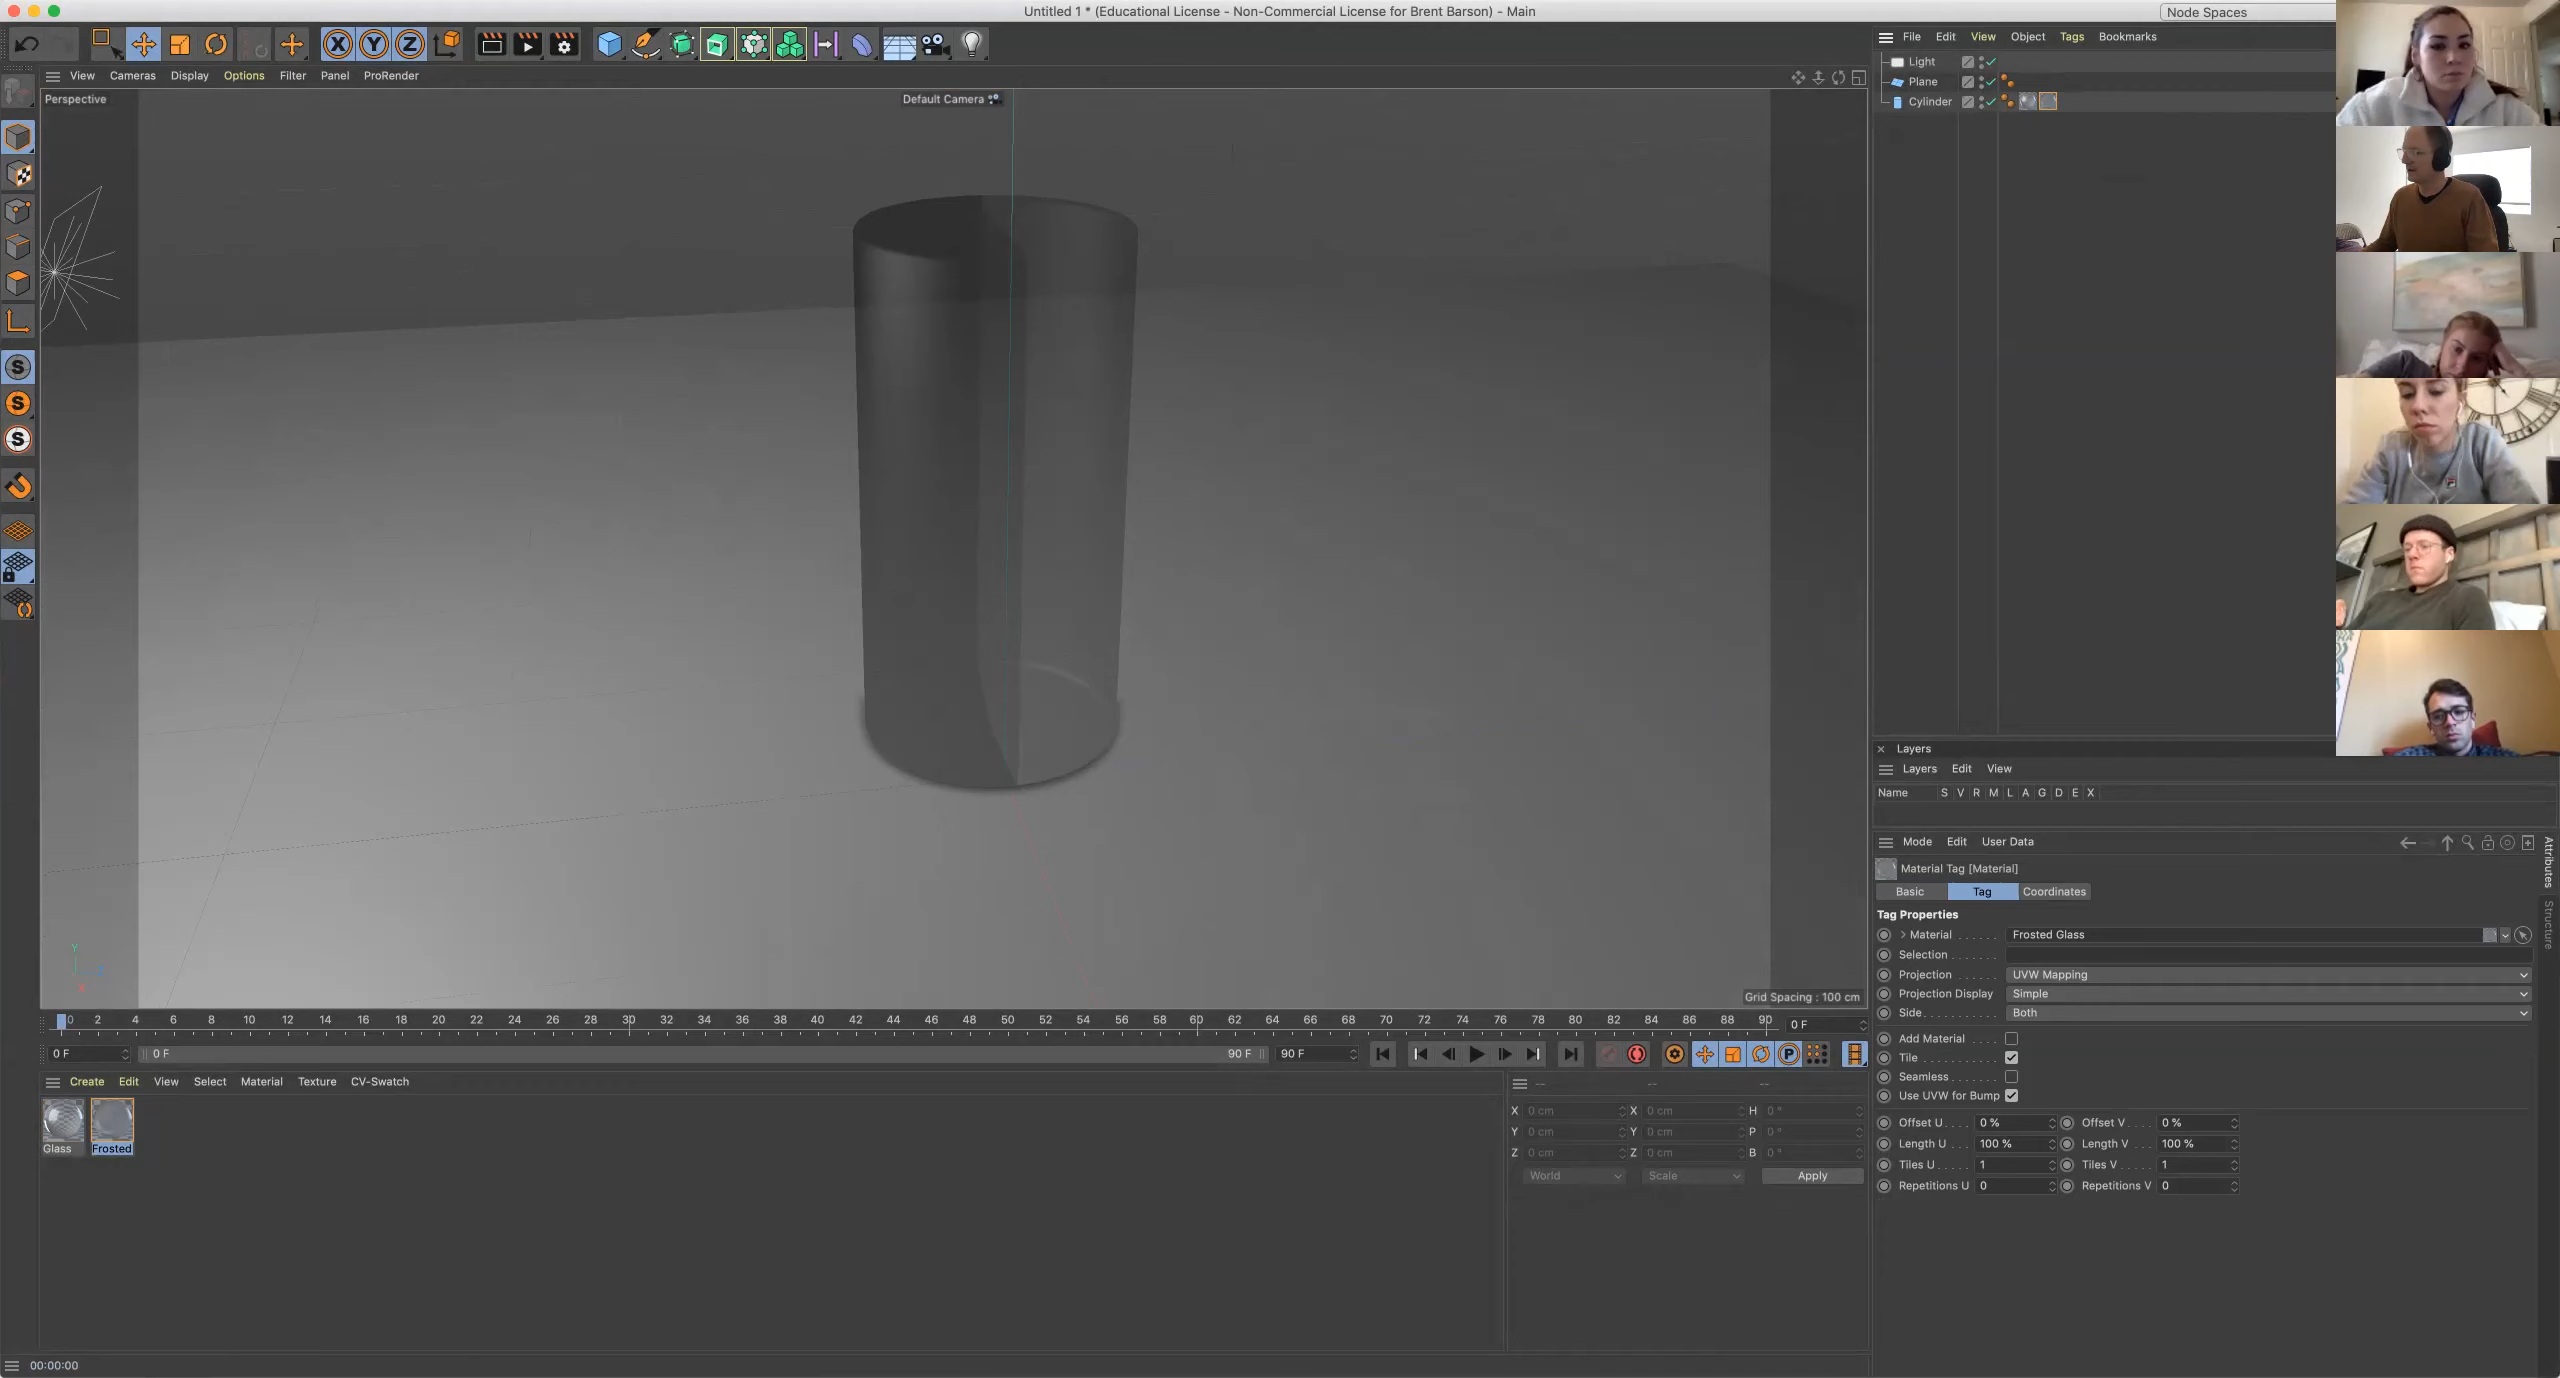 Untitled 1 * (Educational License - Non-Commercial License for Brent Barson) - Main
Node Spaces
File Edit View Object Tags Bookmarks
View Cameras Display Options Filter Panel ProRender
Light
Plane
Cylinder
Perspective
Default Camera
X Y Z
S
S
S
Y
X
Grid Spacing : 100 cm
Layers
Layers Edit View
Name S V R M L A G D E X
Mode Edit User Data
Attributes
Structure
Material Tag [Material]
Basic Tag Coordinates
Tag Properties
Material Frosted Glass
Selection
Projection UVW Mapping
Projection Display Simple
Side Both
Add Material
Tile
Seamless
Use UVW for Bump
Offset U 0 % Offset V 0 %
Length U 100 % Length V 100 %
Tiles U 1 Tiles V 1
Repetitions U 0 Repetitions V 0
0 2 4 6 8 10 12 14 16 18 20 22 24 26 28 30 32 34 36 38 40 42 44 46 48 50 52 54 56 58 60 62 64 66 68 70 72 74 76 78 80 82 84 86 88 90 0 F
0 F 0 F 90 F 90 F P
Create Edit View Select Material Texture CV-Swatch
Glass Frosted
-- -- --
X 0 cm X 0 cm H 0 °
Y 0 cm Y 0 cm P 0 °
Z 0 cm Z 0 cm B 0 °
World Scale Apply
00:00:00